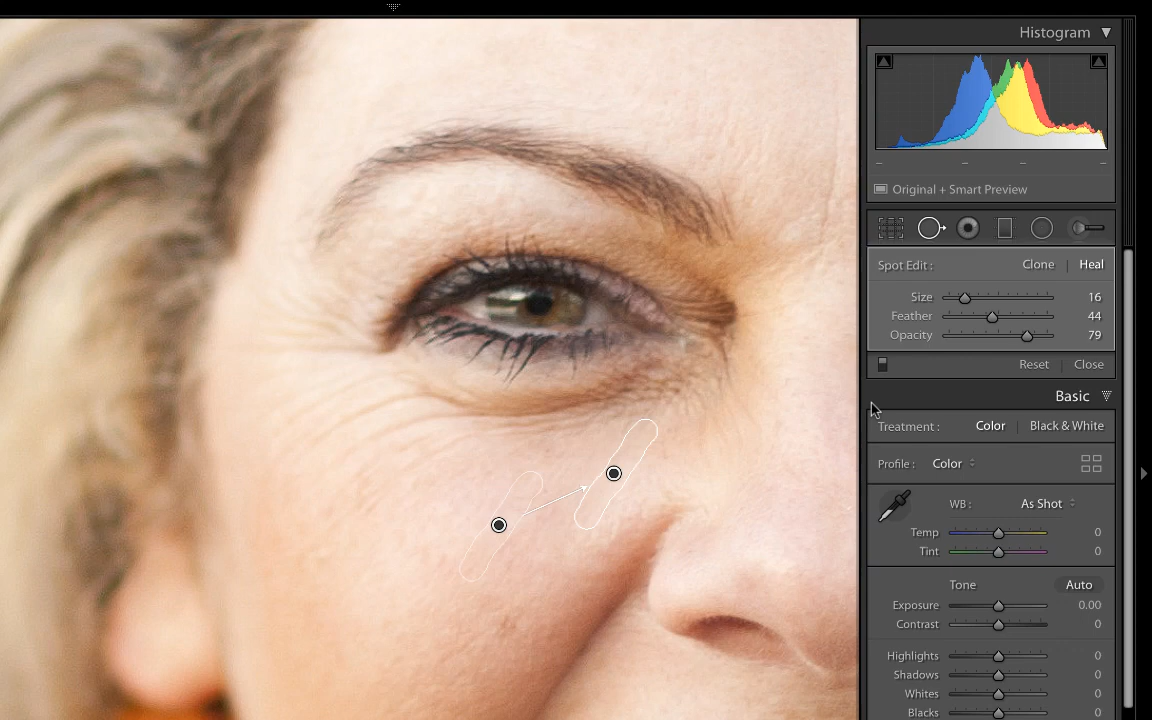 Histogram
Original + Smart Preview
Spot Edit : Clone | Heal
Size 16
Feather 44
Opacity 79
Reset | Close
Basic
Treatment : Color | Black & White
Profile : Color
WB: As Shot
Temp 0
Tint 0
Tone Auto
Exposure 0.00
Contrast 0
Highlights 0
Shadows 0
Whites 0
Blacks 0